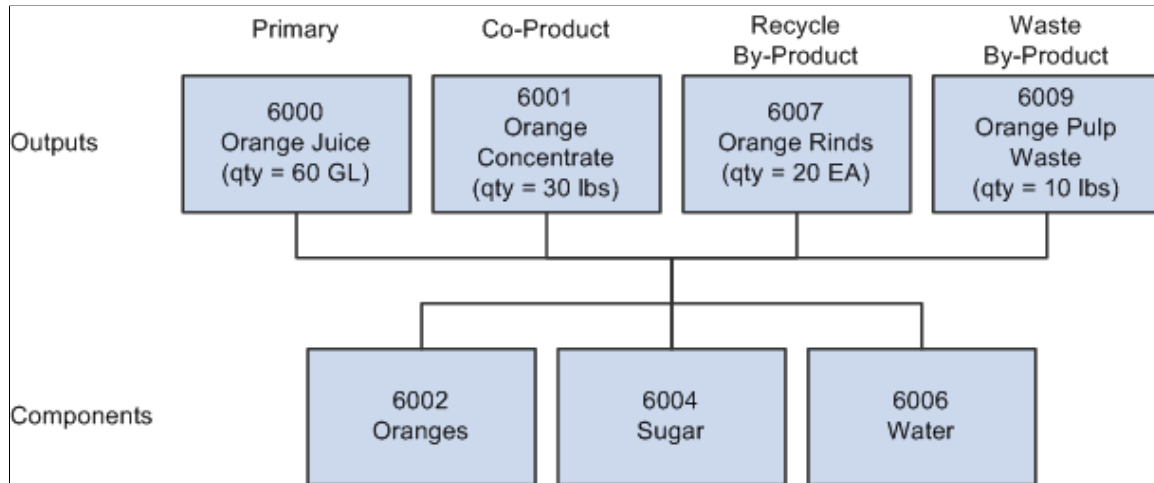 Primary
Co-Product
Recycle
By-Product
Waste
By-Product
Outputs
6000
Orange Juice
(qty = 60 GL)
6001
Orange
Concentrate
(qty = 30 lbs)
6007
Orange Rinds
(qty = 20 EA)
6009
Orange Pulp
Waste
(qty = 10 lbs)
Components
6002
Oranges
6004
Sugar
6006
Water